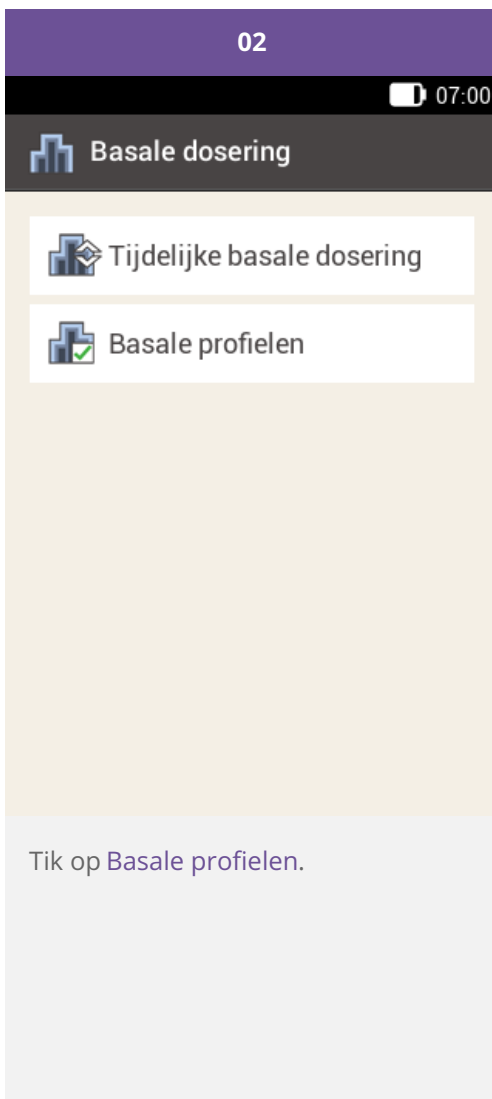 02
07:00
Basale dosering
Tijdelijke basale dosering
Basale profielen
Tik op Basale profielen.